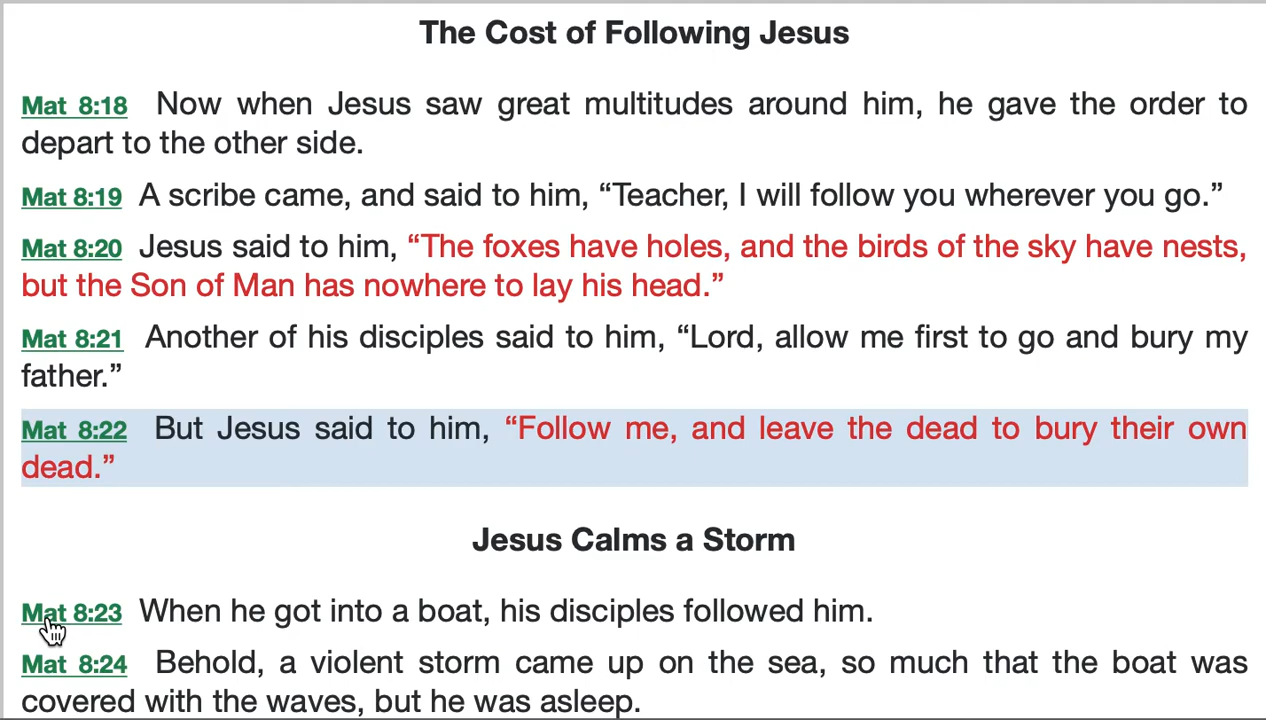 The Cost of Following Jesus
Mat 8:18 Now when Jesus saw great multitudes around him, he gave the order to
depart to the other side.
Mat 8:19 A scribe came, and said to him, “Teacher, I will follow you wherever you go.”
Mat 8:20 Jesus said to him, “The foxes have holes, and the birds of the sky have nests,
but the Son of Man has nowhere to lay his head.”
Mat 8:21 Another of his disciples said to him, “Lord, allow me first to go and bury my
father.”
Mat 8:22 But Jesus said to him, “Follow me, and leave the dead to bury their own
dead.”
Jesus Calms a Storm
Mat 8:23 When he got into a boat, his disciples followed him.
Mat 8:24 Behold, a violent storm came up on the sea, so much that the boat was
covered with the waves, but he was asleep.